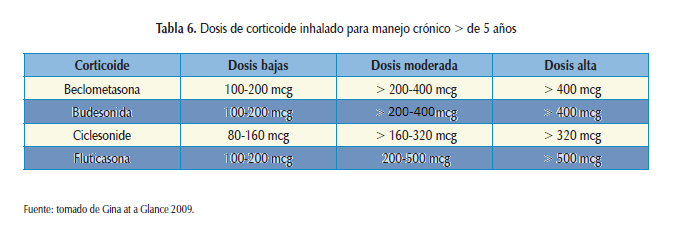 Tabla 6. Dosis de corticoide inhalado para manejo crónico > de 5 años
Corticoide Dosis bajas Dosis moderada Dosis alta
Beclometasona 100-200 mcg > 200-400 mcg > 400 mcg
Budesonida 100-200 mcg > 200-400 mcg > 400 mcg
Ciclesonide 80-160 mcg > 160-320 mcg > 320 mcg
Fluticasona 100-200 mcg 200-500 mcg > 500 mcg
Fuente: tomado de Gina at a Glance 2009.